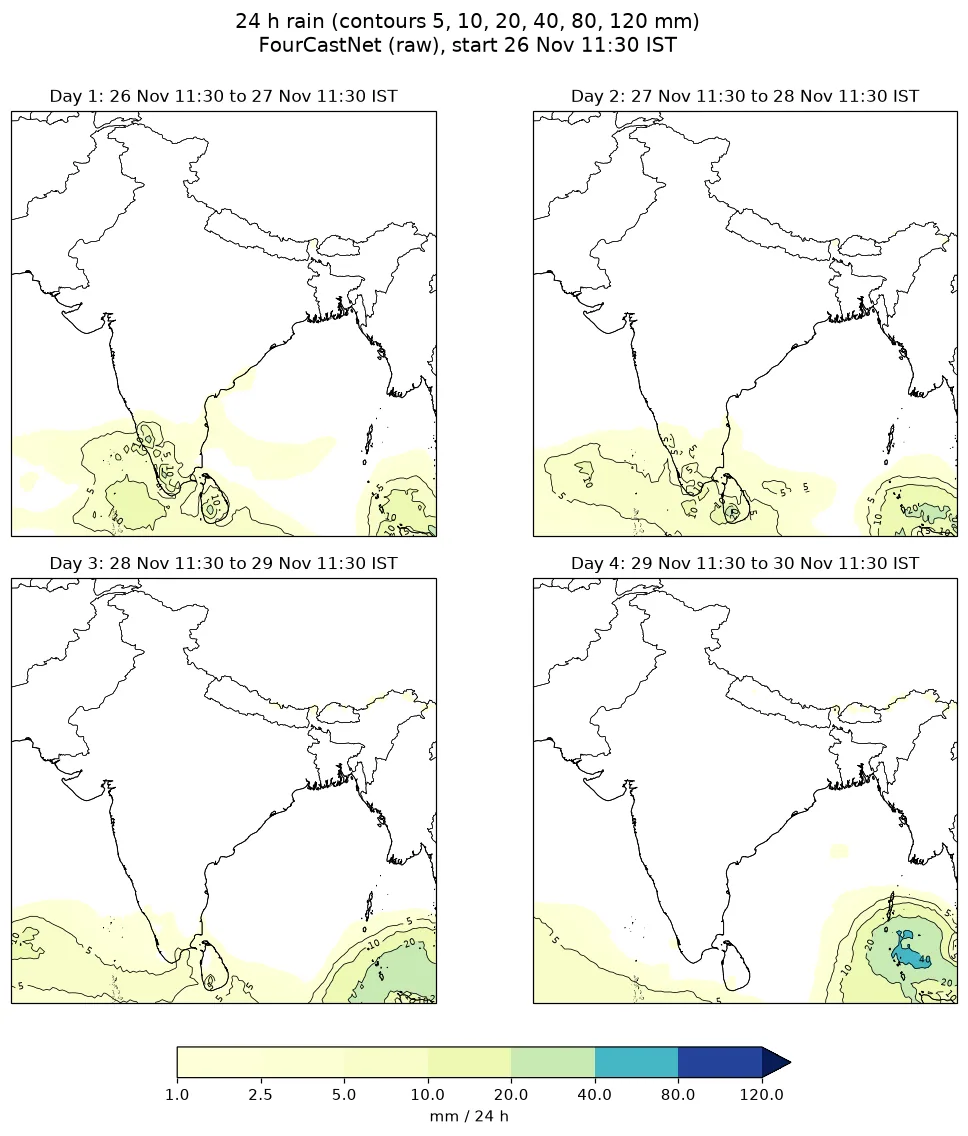 24 h rain (contours 5, 10, 20, 40, 80, 120 mm)
FourCastNet (raw), start 26 Nov 11:30 IST
Day 1: 26 Nov 11:30 to 27 Nov 11:30 IST
Day 2: 27 Nov 11:30 to 28 Nov 11:30 IST
Day 3: 28 Nov 11:30 to 29 Nov 11:30 IST
Day 4: 29 Nov 11:30 to 30 Nov 11:30 IST
1.0 2.5 5.0 10.0 20.0 40.0 80.0 120.0
mm / 24 h